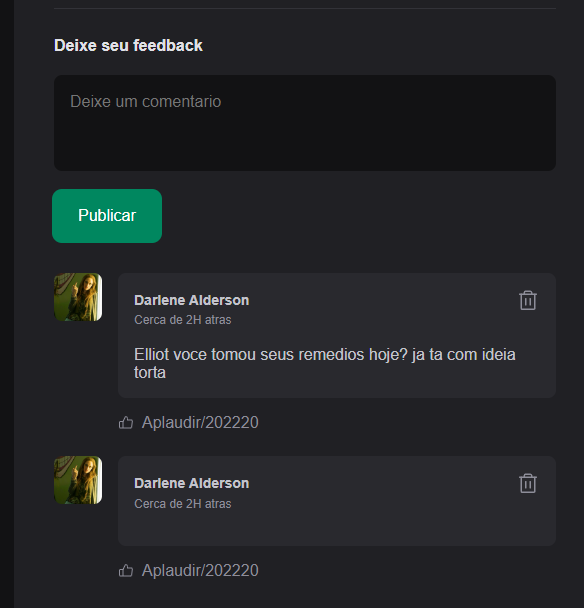 Deixe seu feedback
Deixe um comentario
Publicar
Darlene Alderson
Cerca de 2H atras
Elliot voce tomou seus remedios hoje? ja ta com ideia
torta
Aplaudir/202220
Darlene Alderson
Cerca de 2H atras
Aplaudir/202220